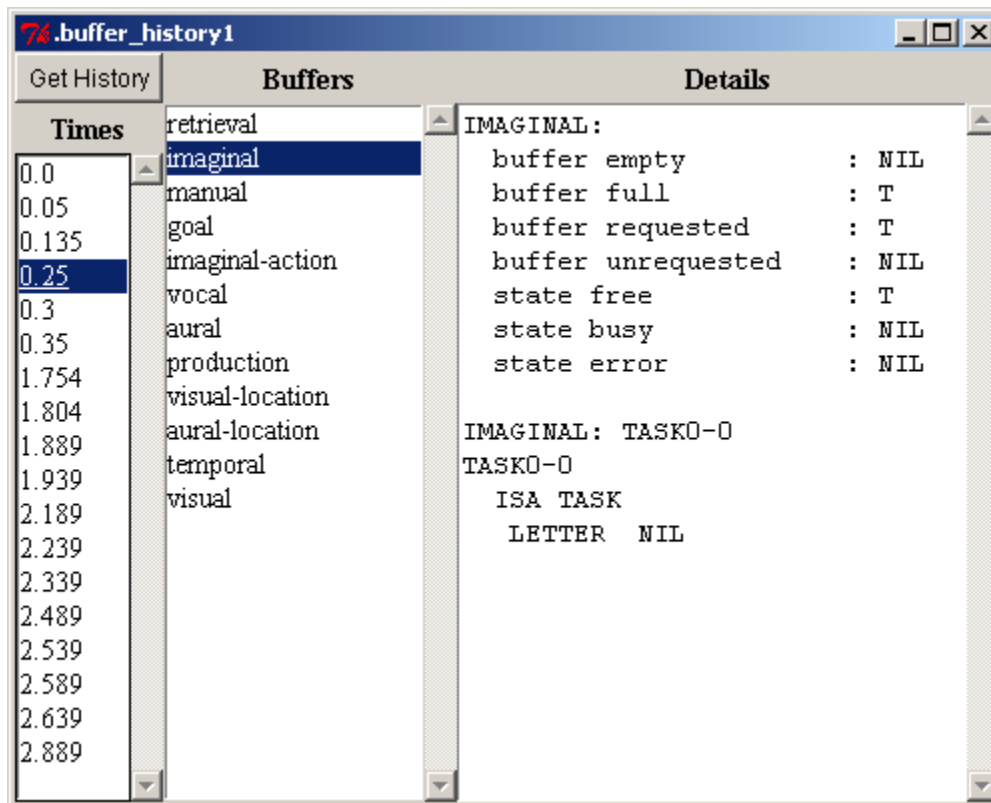 .buffer_history1
Get History
Buffers
Details
Times
0.0
0.05
0.135
0.25
0.3
0.35
1.754
1.804
1.889
1.939
2.189
2.239
2.339
2.489
2.539
2.589
2.639
2.889
retrieval
imaginal
manual
goal
imaginal-action
vocal
aural
production
visual-location
aural-location
temporal
visual
IMAGINAL:
buffer empty : NIL
buffer full : T
buffer requested : T
buffer unrequested : NIL
state free : T
state busy : NIL
state error : NIL
IMAGINAL: TASK0-0
TASK0-0
ISA TASK
LETTER NIL